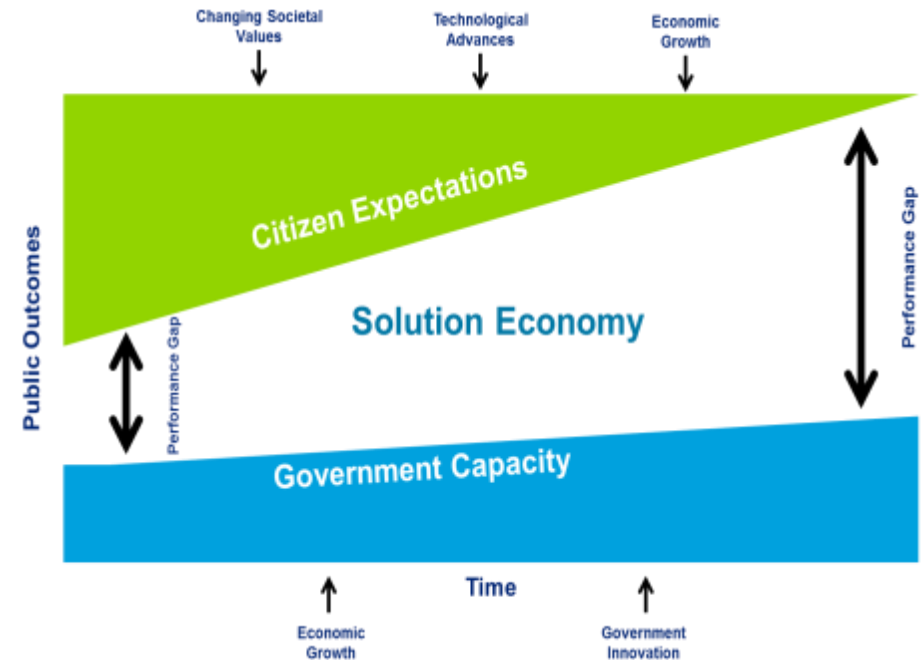 Changing Societal
Values
Technological
Advances
Economic
Growth
Citizen Expectations
Public Outcomes
Performance Gap
Solution Economy
Performance Gap
Government Capacity
Time
Economic
Growth
Government
Innovation